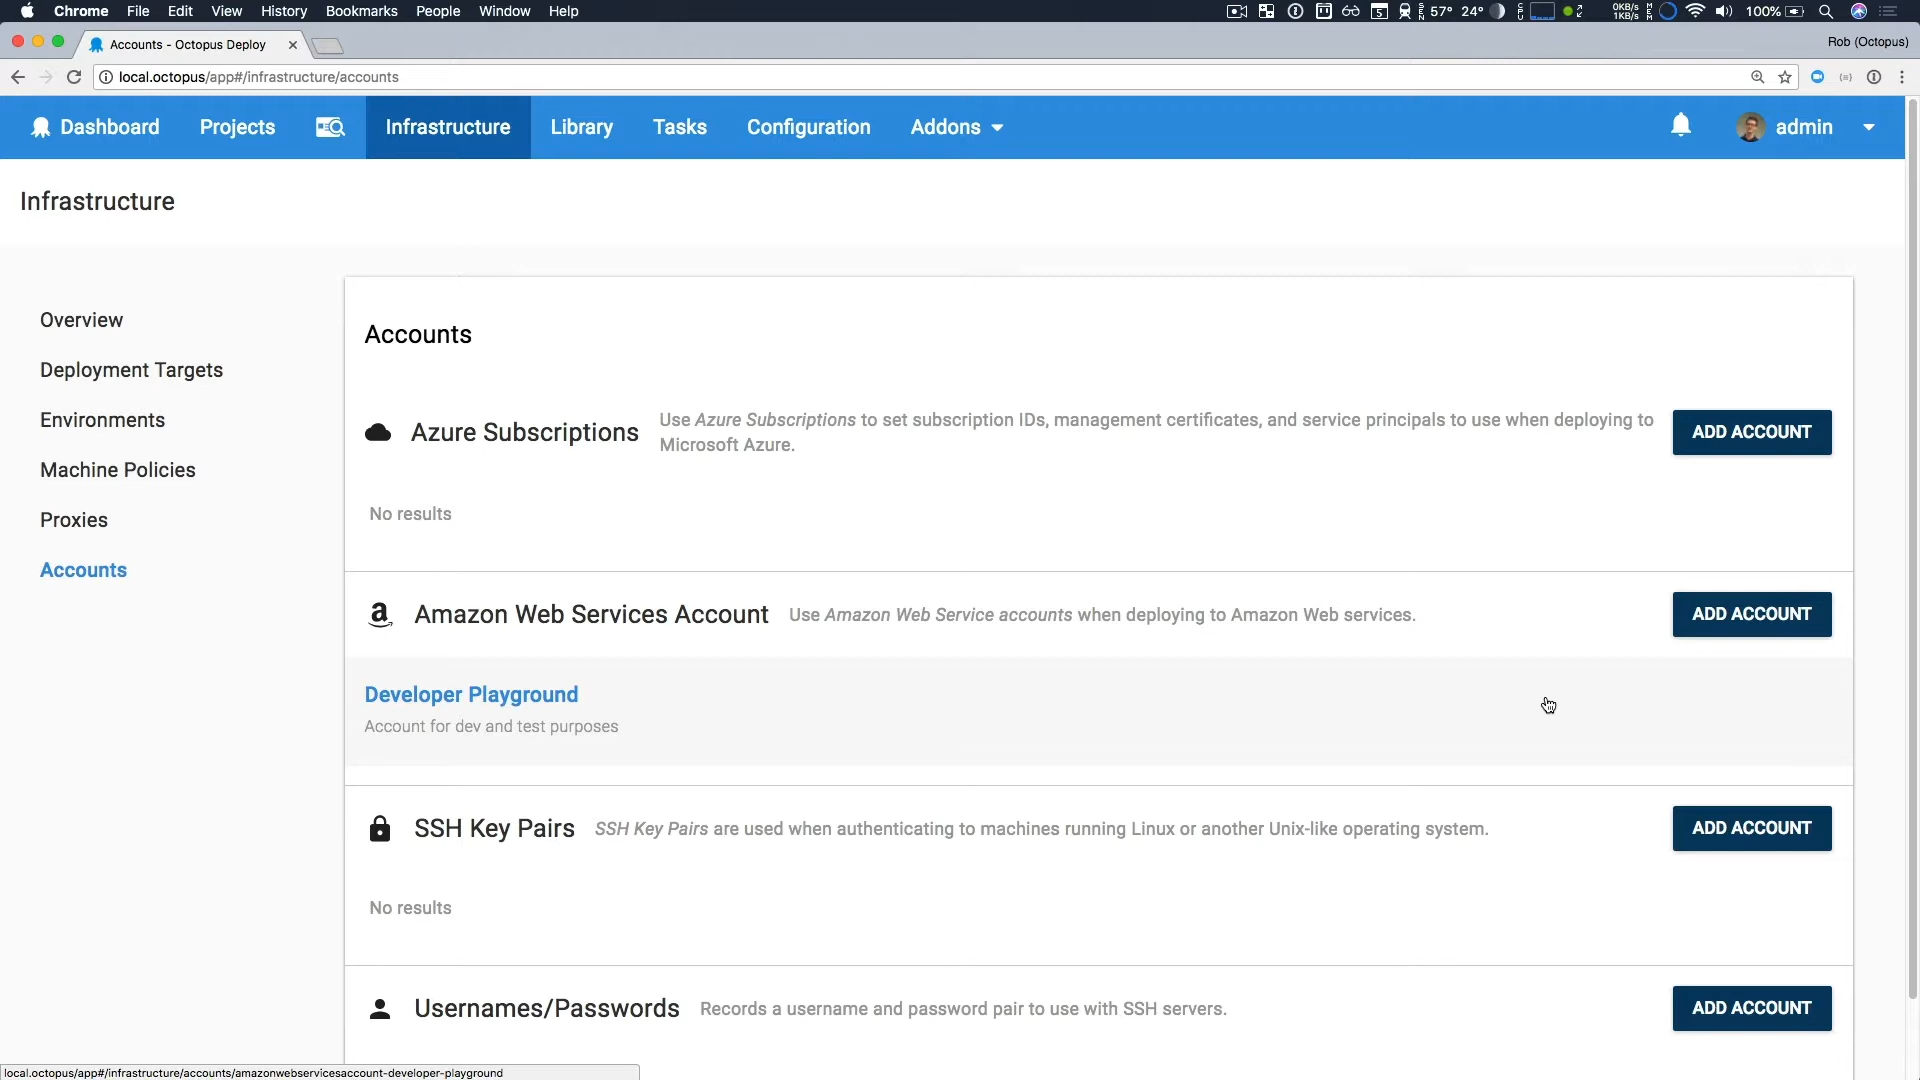 Chrome File Edit View History Bookmarks People Window Help
57° 24° 0KB/s 1KB/s 100%
Accounts - Octopus Deploy
Rob (Octopus)
local.octopus/app#/infrastructure/accounts
Dashboard Projects Infrastructure Library Tasks Configuration Addons admin
Infrastructure
Overview
Deployment Targets
Environments
Machine Policies
Proxies
Accounts
Accounts
Azure Subscriptions
Use Azure Subscriptions to set subscription IDs, management certificates, and service principals to use when deploying to
Microsoft Azure.
ADD ACCOUNT
No results
Amazon Web Services Account Use Amazon Web Service accounts when deploying to Amazon Web services. ADD ACCOUNT
Developer Playground
Account for dev and test purposes
SSH Key Pairs SSH Key Pairs are used when authenticating to machines running Linux or another Unix-like operating system. ADD ACCOUNT
No results
Usernames/Passwords Records a username and password pair to use with SSH servers. ADD ACCOUNT
local.octopus/app#/infrastructure/accounts/amazonwebservicesaccount-developer-playground